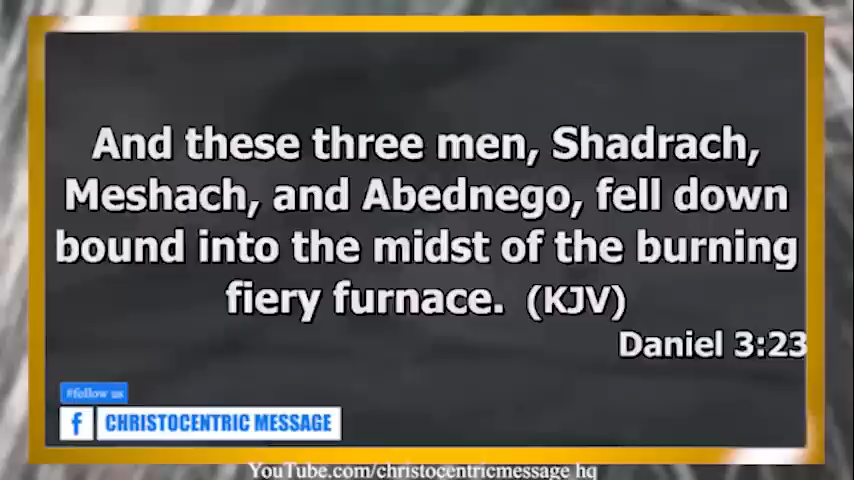 And these three men, Shadrach,
Meshach, and Abednego, fell down
bound into the midst of the burning
fiery furnace. (KJV)
Daniel 3:23
#follow us
f CHRISTOCENTRIC MESSAGE
YouTube.com/christocentricmessage hq